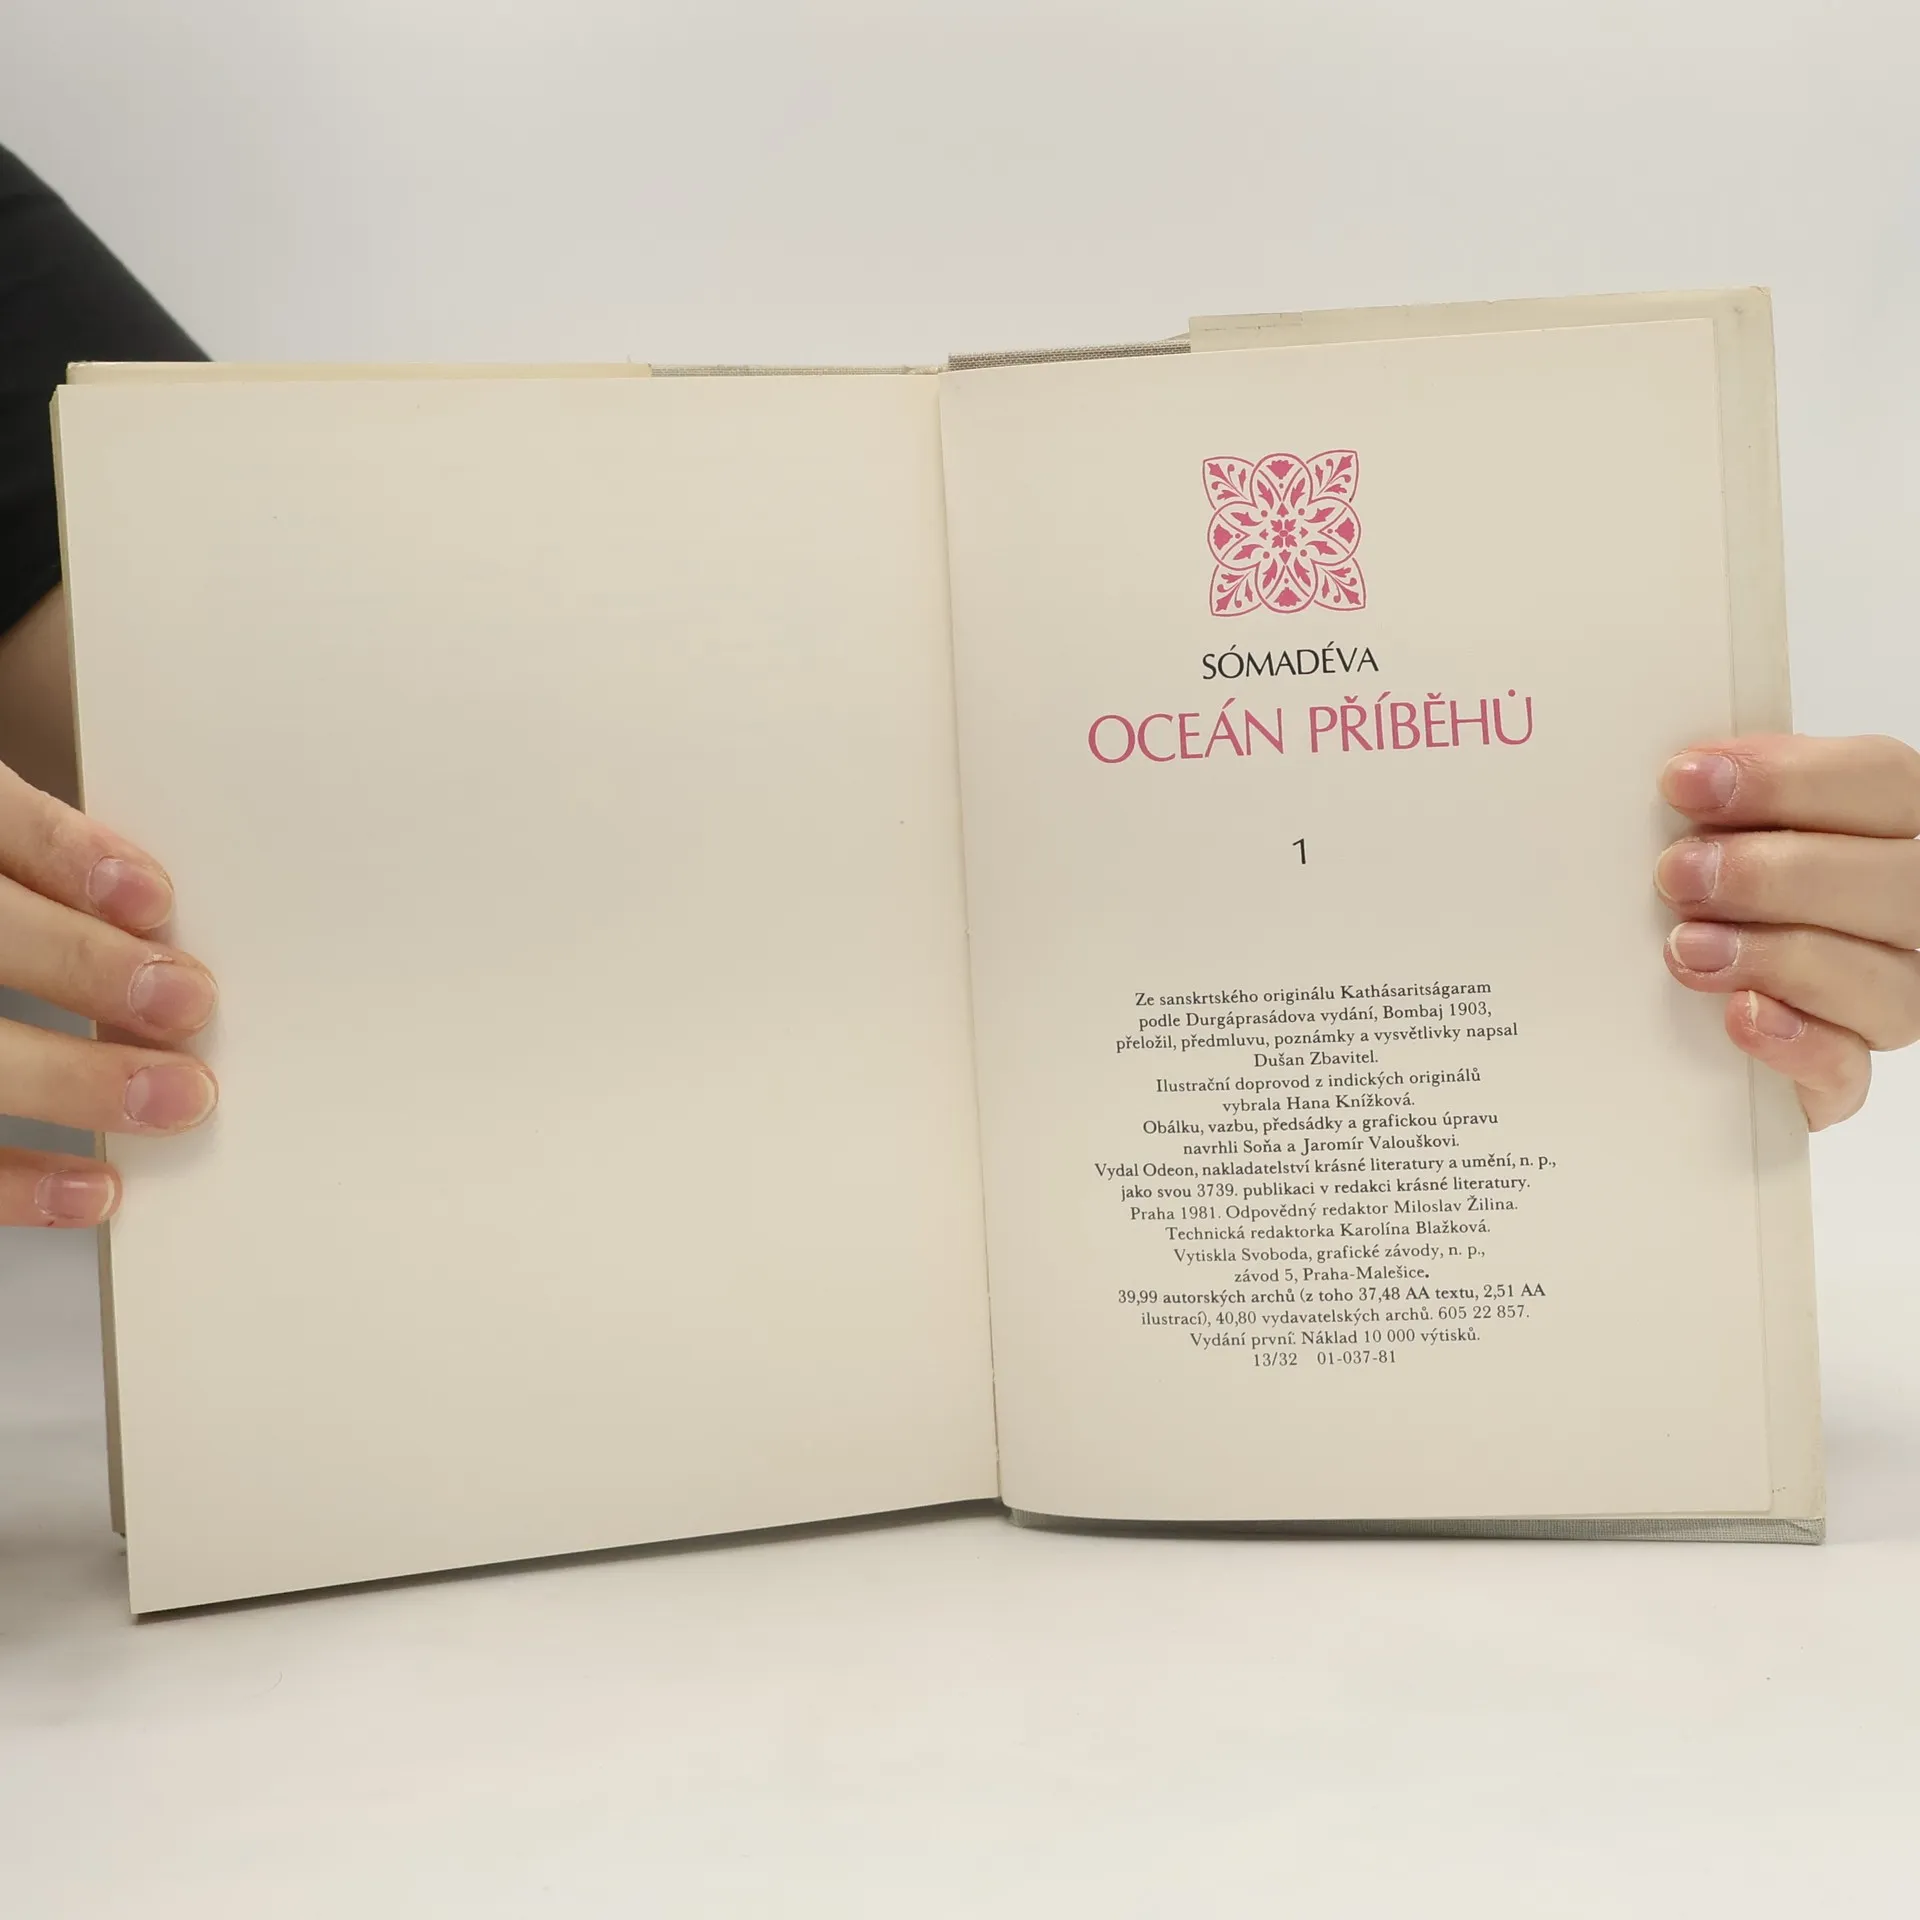 SÓMADÉVA
OCEÁN PŘÍBĚHŮ
1
Ze sanskrtského originálu Kathásaritságaram
podle Durgáprasádova vydání, Bombaj 1903,
přeložil, předmluvu, poznámky a vysvětlivky napsal
Dušan Zbavitel.
Ilustrační doprovod z indických originálů
vybrala Hana Knížková.
Obálku, vazbu, předsádky a grafickou úpravu
navrhli Soňa a Jaromír Valouškovi.
Vydal Odeon, nakladatelství krásné literatury a umění, n. p.,
jako svou 3739. publikaci v redakci krásné literatury.
Praha 1981. Odpovědný redaktor Miloslav Žilina.
Technická redaktorka Karolína Blažková.
Vytiskla Svoboda, grafické závody, n. p.,
závod 5, Praha-Malešice.
39,99 autorských archů (z toho 37,48 AA textu, 2,51 AA
ilustrací), 40,80 vydavatelských archů. 605 22 857.
Vydání první. Náklad 10 000 výtisků.
13/32 01-037-81